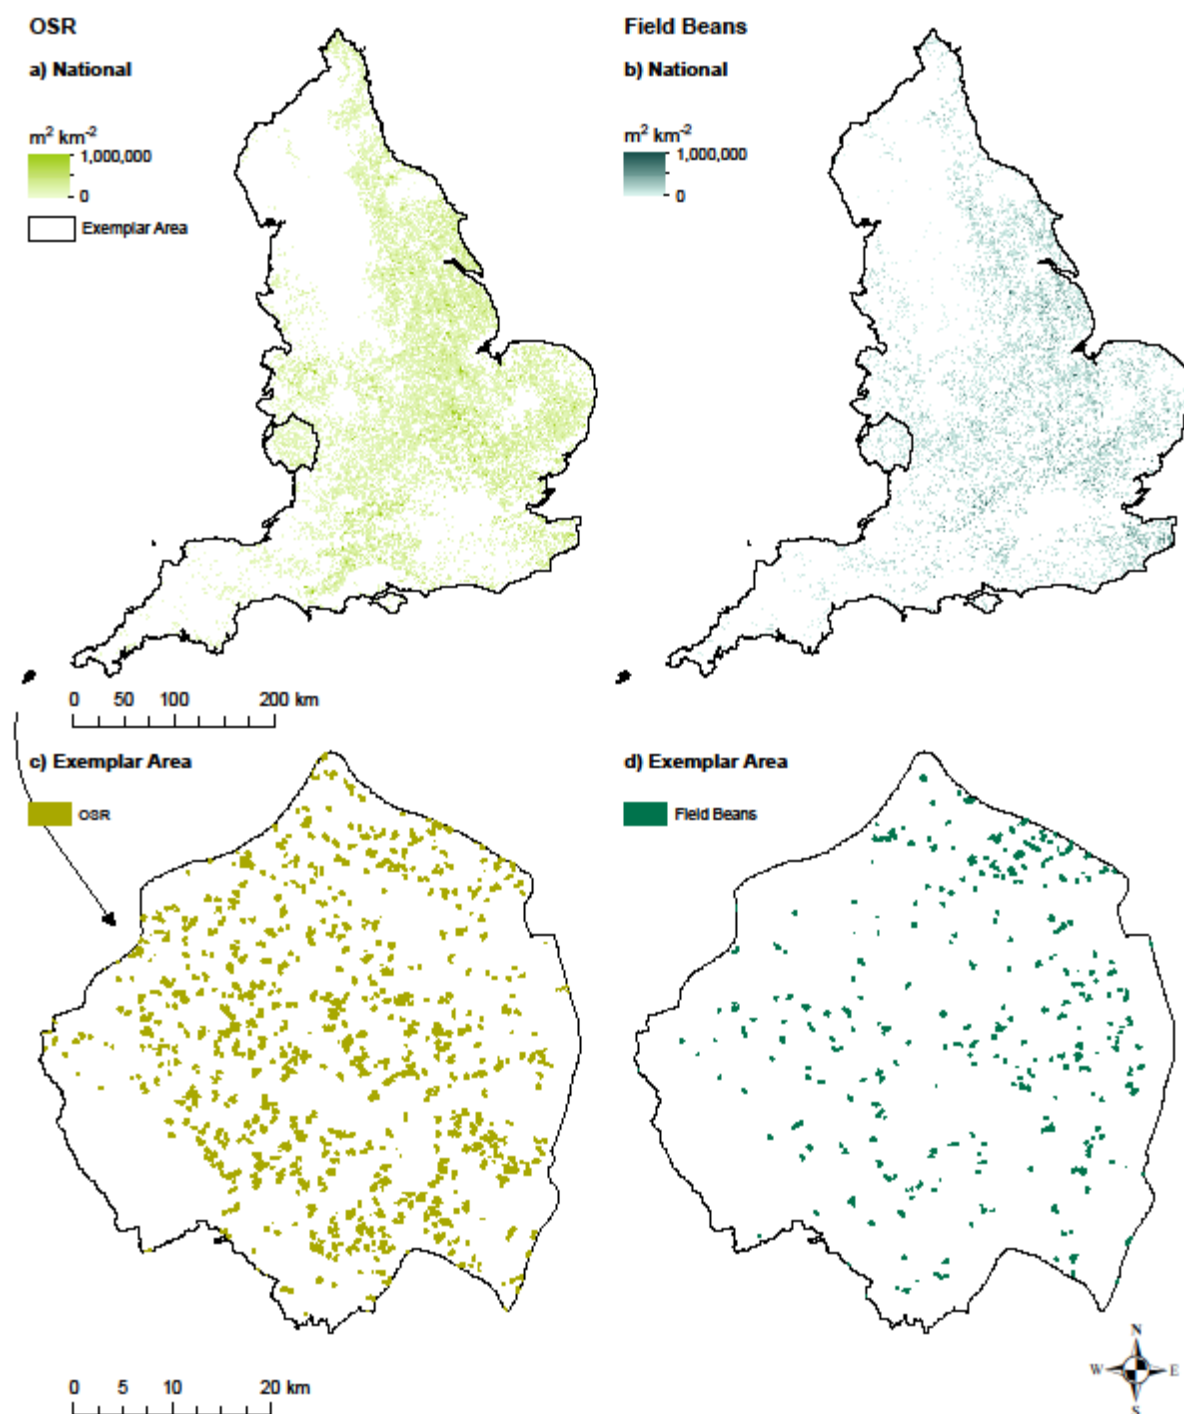 OSR
a) National
m² km⁻²
1,000,000
0
Exemplar Area
Field Beans
b) National
m² km⁻²
1,000,000
0
0 50 100 200 km
c) Exemplar Area
OSR
d) Exemplar Area
Field Beans
0 5 10 20 km
N
W E
S